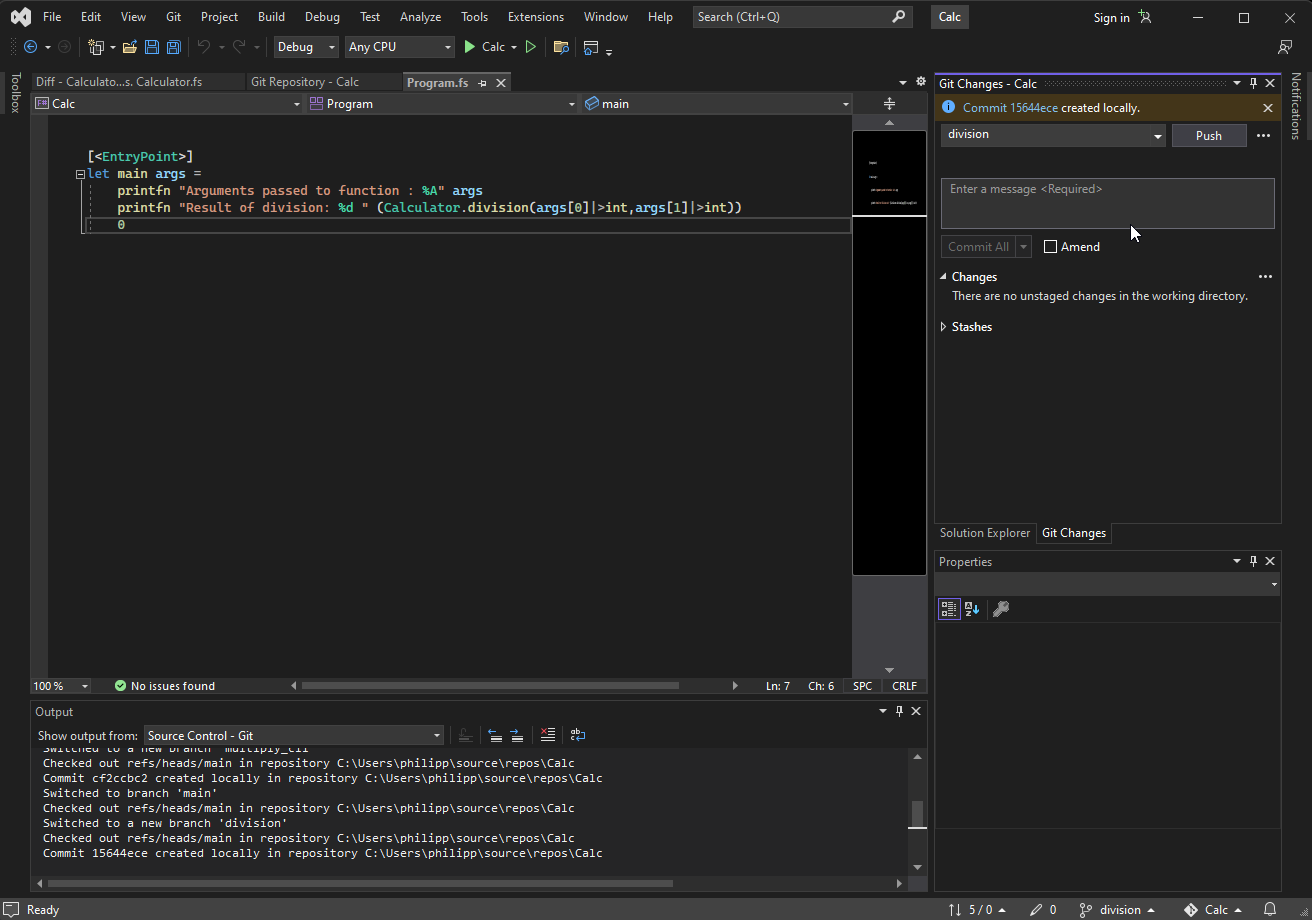 File Edit View Git Project Build Debug Test Analyze Tools Extensions Window Help Search (Ctrl+Q) Calc Sign in
Debug Any CPU Calc
Toolbox
Diff - Calculato...s. Calculator.fs Git Repository - Calc Program.fs
Calc Program main
[<EntryPoint>]
let main args =
printfn "Arguments passed to function : %A" args
printfn "Result of division: %d " (Calculator.division(args[0]|>int,args[1]|>int))
0
100 % No issues found Ln: 7 Ch: 6 SPC CRLF
Git Changes - Calc
Commit 15644ece created locally.
division Push
Enter a message <Required>
Commit All Amend
Changes
There are no unstaged changes in the working directory.
Stashes
Solution Explorer Git Changes
Properties
Notifications
Output
Show output from: Source Control - Git
Switched to a new branch 'multiply_cli'
Checked out refs/heads/main in repository C:\Users\philipp\source\repos\Calc
Commit cf2ccbc2 created locally in repository C:\Users\philipp\source\repos\Calc
Switched to branch 'main'
Checked out refs/heads/main in repository C:\Users\philipp\source\repos\Calc
Switched to a new branch 'division'
Checked out refs/heads/main in repository C:\Users\philipp\source\repos\Calc
Commit 15644ece created locally in repository C:\Users\philipp\source\repos\Calc
Ready 5 / 0 0 division Calc